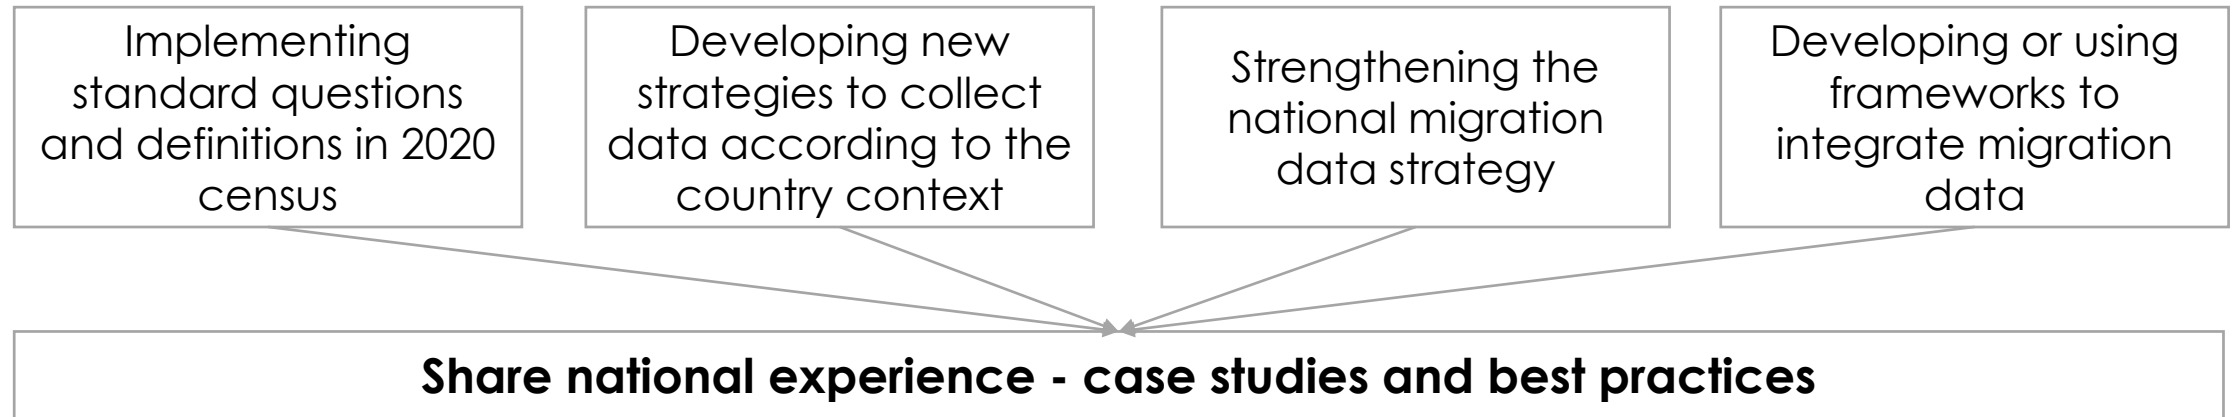 Implementing
standard questions
and definitions in 2020
census
Developing new
strategies to collect
data according to the
country context
Strengthening the
national migration
data strategy
Developing or using
frameworks to
integrate migration
data
Share national experience - case studies and best practices